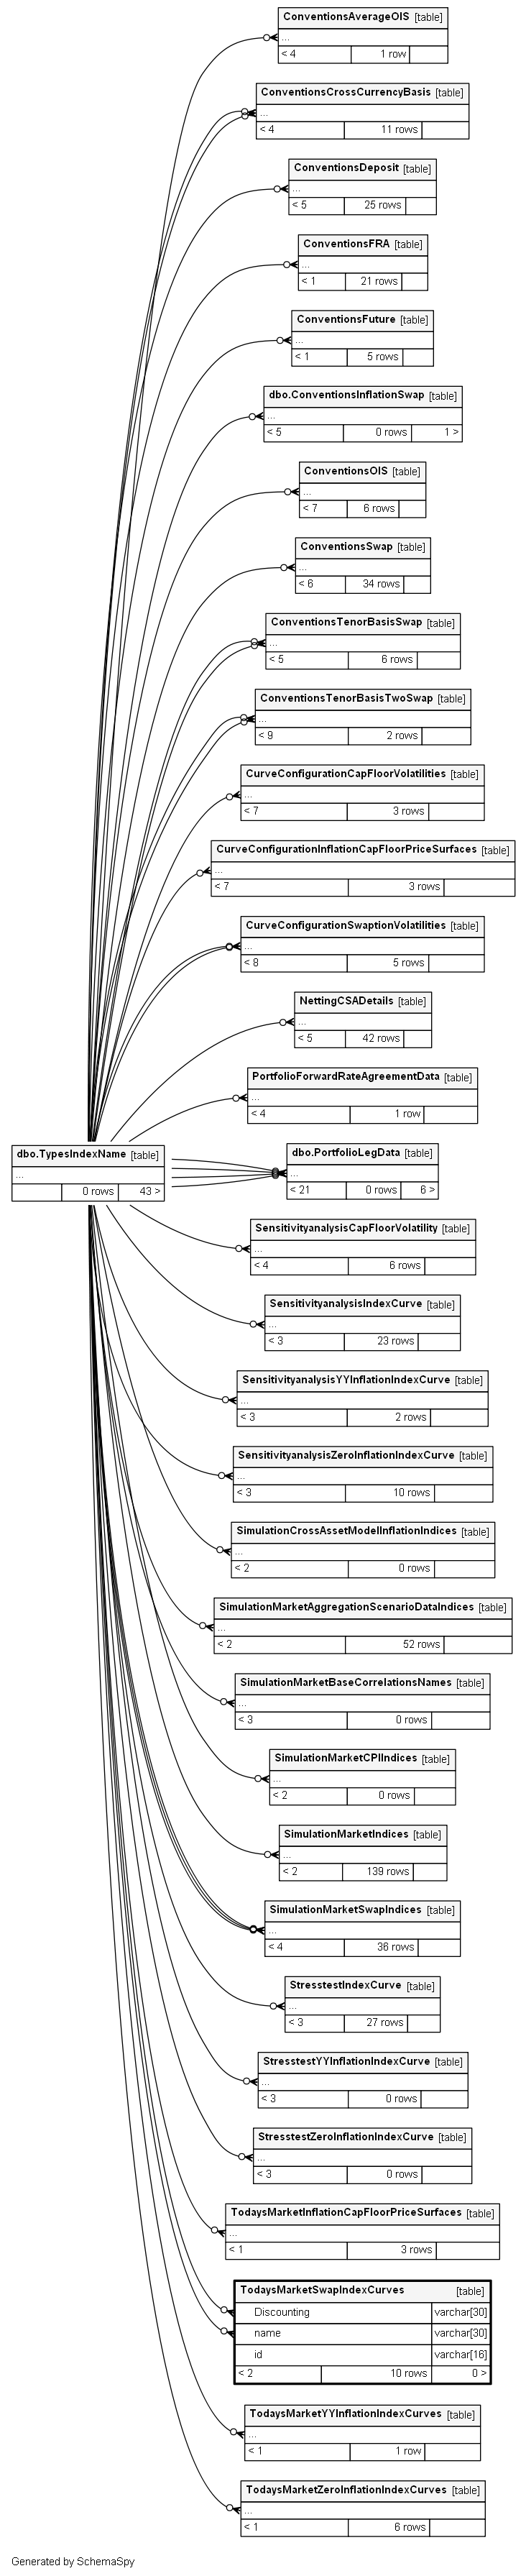 ConventionsAverageOIS [table]
...
< 4 1 row
ConventionsCrossCurrencyBasis [table]
...
< 4 11 rows
ConventionsDeposit [table]
...
< 5 25 rows
ConventionsFRA [table]
...
< 1 21 rows
ConventionsFuture [table]
...
< 1 5 rows
dbo.ConventionsInflationSwap [table]
...
< 5 0 rows 1 >
ConventionsOIS [table]
...
< 7 6 rows
ConventionsSwap [table]
...
< 6 34 rows
ConventionsTenorBasisSwap [table]
...
< 5 6 rows
ConventionsTenorBasisTwoSwap [table]
...
< 9 2 rows
CurveConfigurationCapFloorVolatilities [table]
...
< 7 3 rows
CurveConfigurationInflationCapFloorPriceSurfaces [table]
...
< 7 3 rows
CurveConfigurationSwaptionVolatilities [table]
...
< 8 5 rows
NettingCSADetails [table]
...
< 5 42 rows
PortfolioForwardRateAgreementData [table]
...
< 4 1 row
dbo.TypesIndexName [table]
...
0 rows 43 >
dbo.PortfolioLegData [table]
...
< 21 0 rows 6 >
SensitivityanalysisCapFloorVolatility [table]
...
< 4 6 rows
SensitivityanalysisIndexCurve [table]
...
< 3 23 rows
SensitivityanalysisYYInflationIndexCurve [table]
...
< 3 2 rows
SensitivityanalysisZeroInflationIndexCurve [table]
...
< 3 10 rows
SimulationCrossAssetModelInflationIndices [table]
...
< 2 0 rows
SimulationMarketAggregationScenarioDataIndices [table]
...
< 2 52 rows
SimulationMarketBaseCorrelationsNames [table]
...
< 3 0 rows
SimulationMarketCPIIndices [table]
...
< 2 0 rows
SimulationMarketIndices [table]
...
< 2 139 rows
SimulationMarketSwapIndices [table]
...
< 4 36 rows
StresstestIndexCurve [table]
...
< 3 27 rows
StresstestYYInflationIndexCurve [table]
...
< 3 0 rows
StresstestZeroInflationIndexCurve [table]
...
< 3 0 rows
TodaysMarketInflationCapFloorPriceSurfaces [table]
...
< 1 3 rows
TodaysMarketSwapIndexCurves [table]
Discounting varchar[30]
name varchar[30]
id varchar[16]
< 2 10 rows 0 >
TodaysMarketYYInflationIndexCurves [table]
...
< 1 1 row
TodaysMarketZeroInflationIndexCurves [table]
...
< 1 6 rows
Generated by SchemaSpy